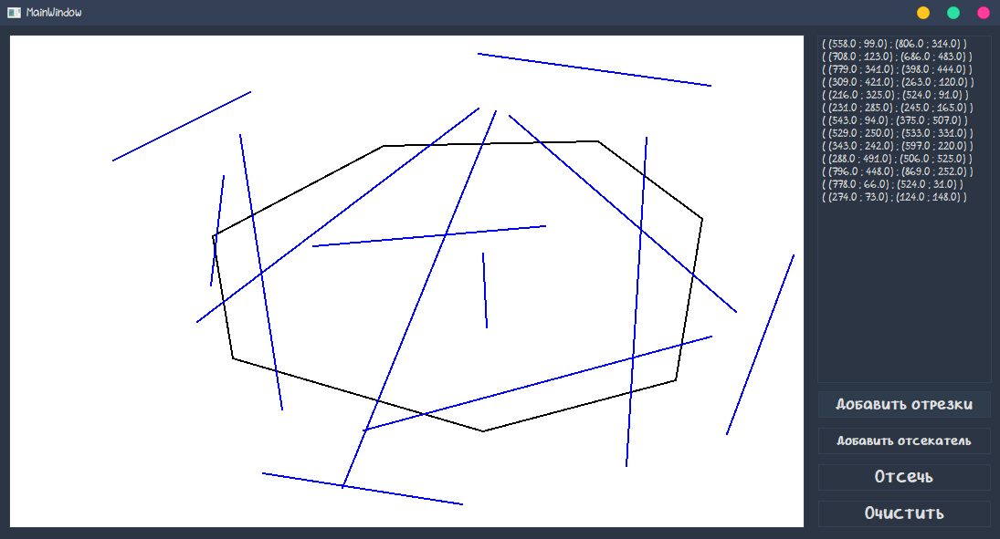 MainWindow
( (558.0 ; 99.0) ; (806.0 ; 314.0) )
( (708.0 ; 123.0) ; (686.0 ; 483.0) )
( (779.0 ; 341.0) ; (398.0 ; 444.0) )
( (309.0 ; 421.0) ; (263.0 ; 120.0) )
( (216.0 ; 325.0) ; (524.0 ; 91.0) )
( (231.0 ; 285.0) ; (245.0 ; 165.0) )
( (543.0 ; 94.0) ; (375.0 ; 507.0) )
( (529.0 ; 250.0) ; (533.0 ; 331.0) )
( (343.0 ; 242.0) ; (597.0 ; 220.0) )
( (288.0 ; 491.0) ; (506.0 ; 525.0) )
( (796.0 ; 448.0) ; (869.0 ; 252.0) )
( (778.0 ; 66.0) ; (524.0 ; 31.0) )
( (274.0 ; 73.0) ; (124.0 ; 148.0) )
Добавить отрезки
Добавить отсекатель
Отсечь
Очистить